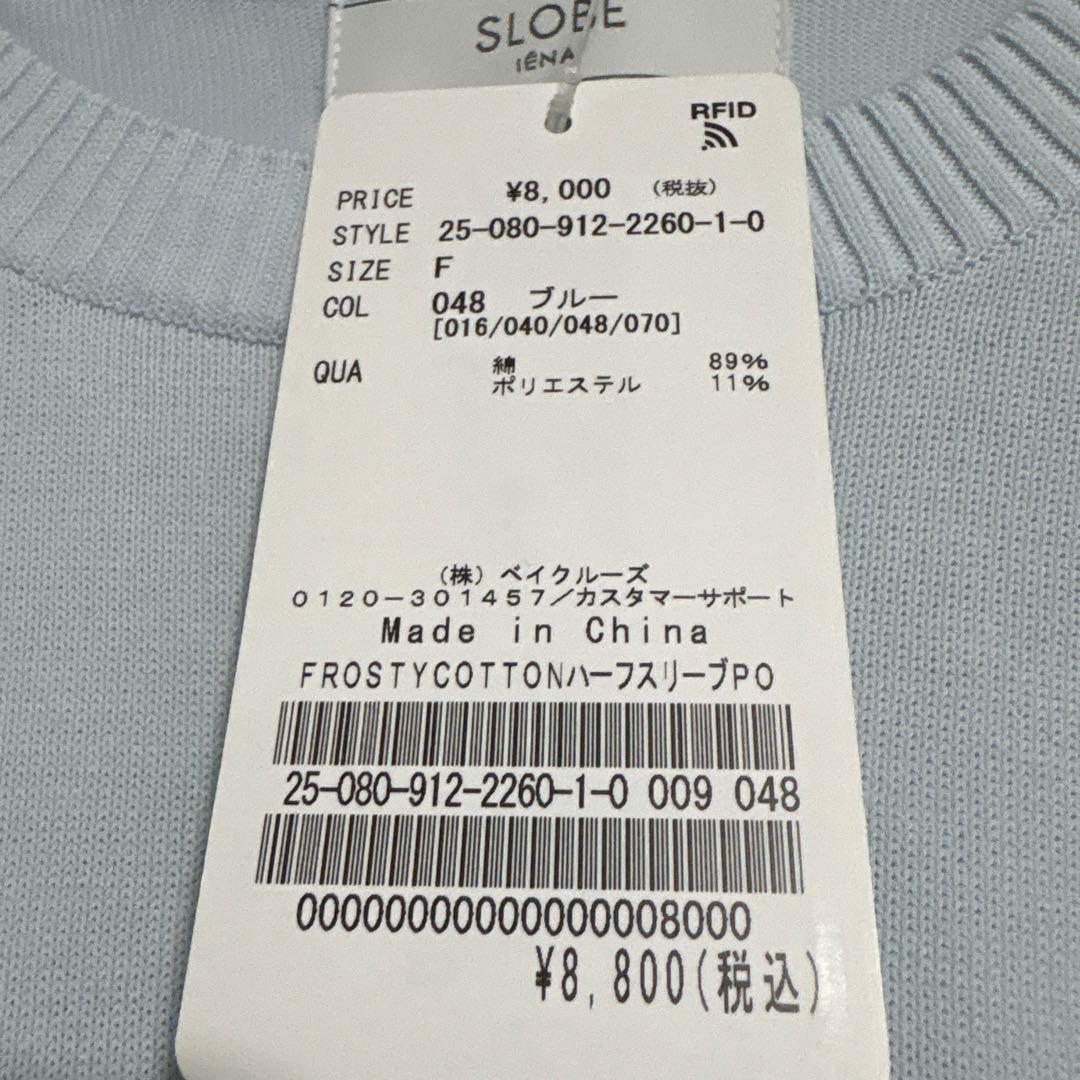 SLOBE
IÉNA
RFID
PRICE ¥8,000 (税抜)
STYLE 25-080-912-2260-1-0
SIZE F
COL 048 ブルー
[016/040/048/070]
QUA 綿 89%
ポリエステル 11%
(株)ベイクルーズ
0120-301457/カスタマーサポート
Made in China
FROSTYCOTTONハーフスリーブPO
25-080-912-2260-1-0 009 048
00000000000000008000
¥8,800(税込)